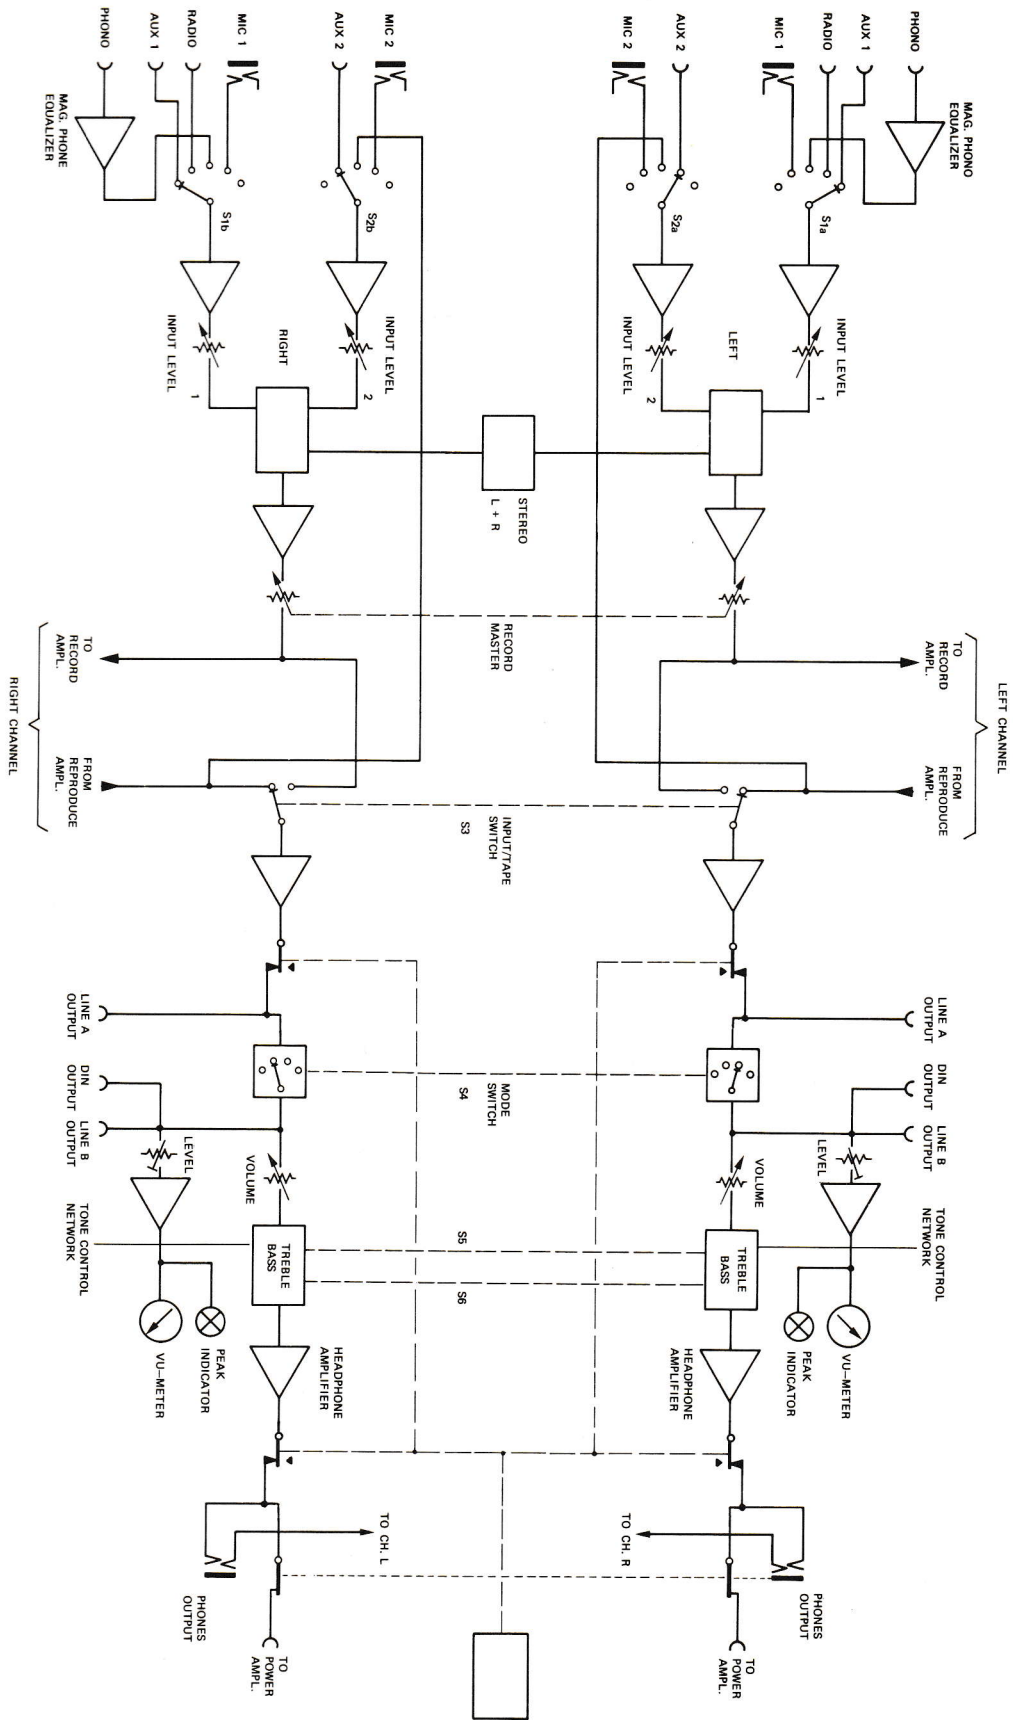 LEFT CHANNEL
TO
RECORD
AMPL.
FROM
REPRODUCE
AMPL.
MAG. PHONO
EQUALIZER
PHONO
AUX 1
RADIO
MIC 1
S1a
INPUT LEVEL
1
LEFT
AUX 2
MIC 2
S2a
INPUT LEVEL
2
LINE A
OUTPUT
DIN
OUTPUT
LINE B
OUTPUT
LEVEL
TONE CONTROL
NETWORK
VU-METER
PEAK
INDICATOR
VOLUME
TREBLE
BASS
HEADPHONE
AMPLIFIER
PHONES
OUTPUT
TO
POWER
AMPL.
TO CH. R
STEREO
L + R
RECORD
MASTER
INPUT/TAPE
SWITCH
S3
MODE
SWITCH
S4
S5
S6
MIC 2
AUX 2
S2b
INPUT LEVEL
2
RIGHT
MIC 1
RADIO
AUX 1
PHONO
S1b
INPUT LEVEL
1
MAG. PHONE
EQUALIZER
TO
RECORD
AMPL.
FROM
REPRODUCE
AMPL.
RIGHT CHANNEL
HEADPHONE
AMPLIFIER
TO CH. L
TREBLE
BASS
VOLUME
TO
POWER
AMPL.
PEAK
INDICATOR
VU-METER
PHONES
OUTPUT
LEVEL
LINE A
OUTPUT
DIN
OUTPUT
LINE B
OUTPUT
TONE CONTROL
NETWORK